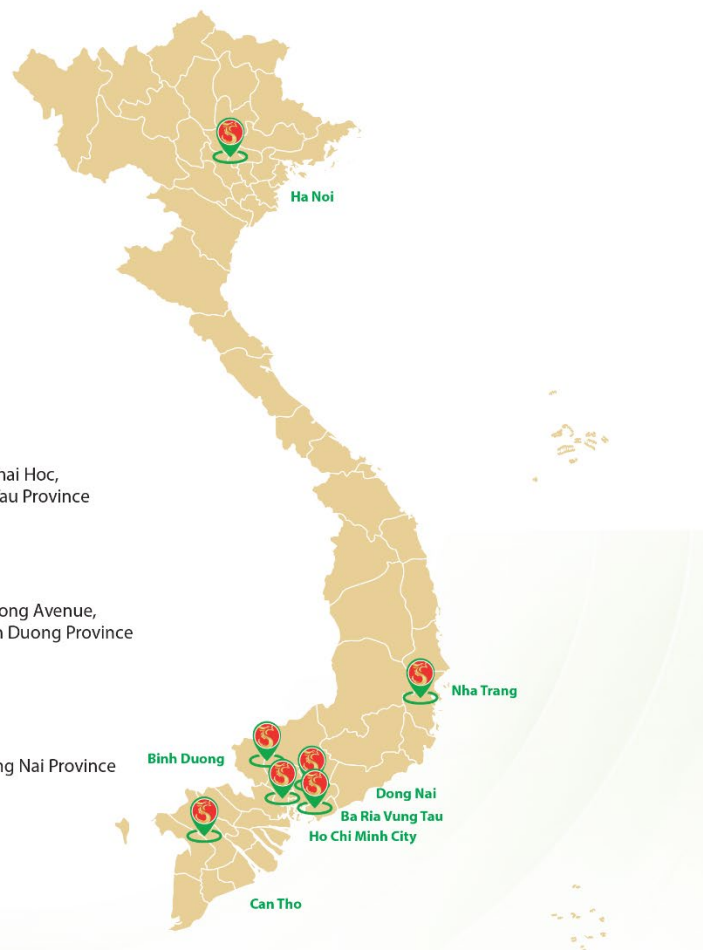 Ha Noi
hai Hoc,
au Province
ong Avenue,
h Duong Province
Nha Trang
Binh Duong
ng Nai Province
Dong Nai
Ba Ria Vung Tau
Ho Chi Minh City
Can Tho